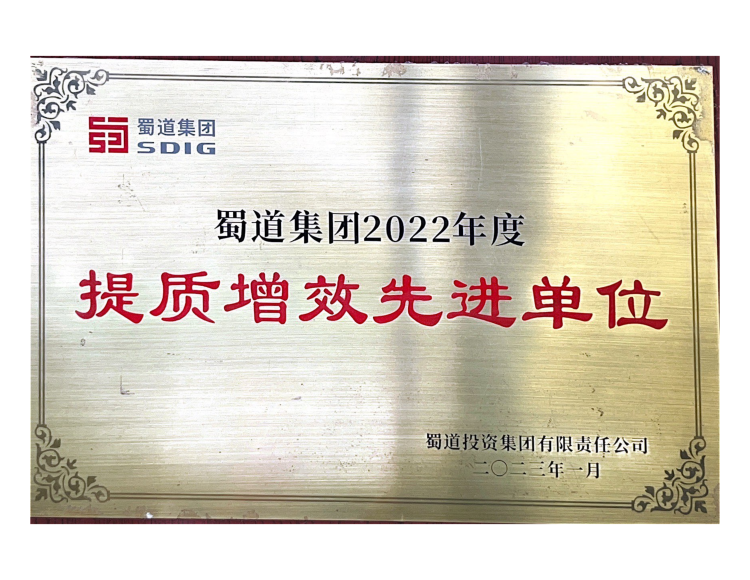 蜀道集团
SDIG
蜀道集团2022年度
提质增效先进单位
蜀道投资集团有限责任公司
二〇二三年一月